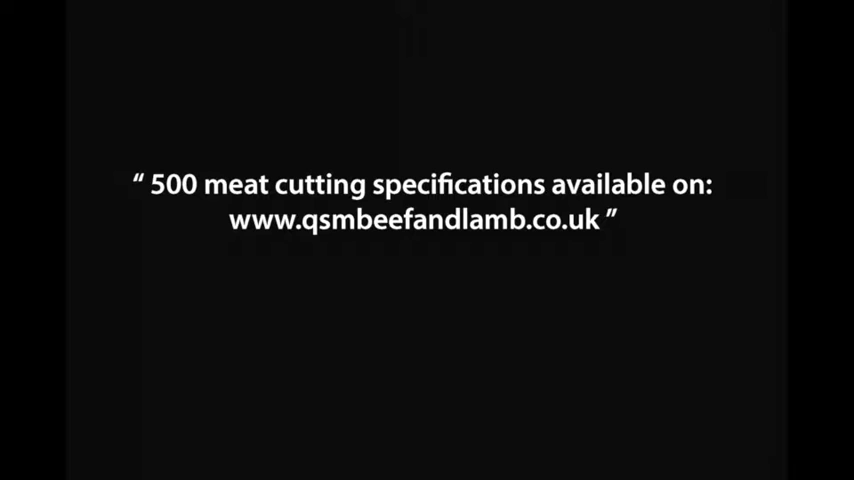 “ 500 meat cutting specifications available on:
www.qsmbeefandlamb.co.uk ”